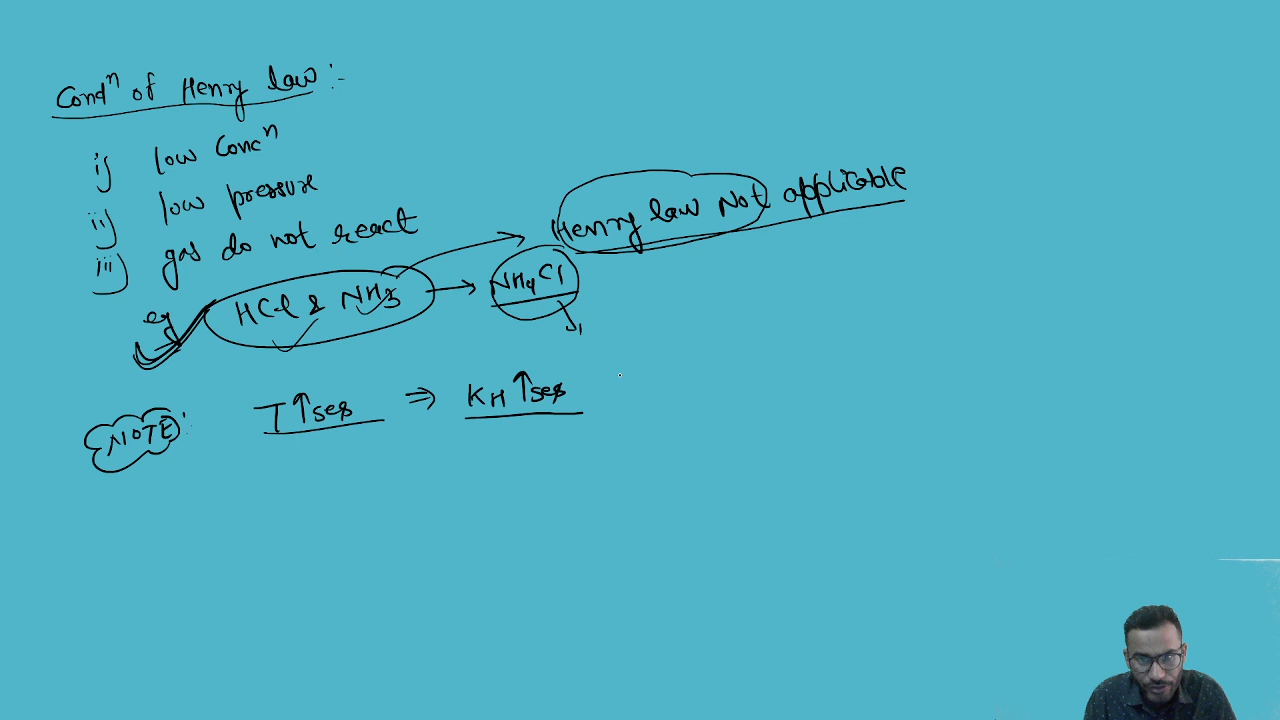 Condⁿ of Henry law :-
i) low Concⁿ
ii) low pressure
iii) gas do not react
Henry law Not applicable
eg HCl & NH3 → NH4Cl
NOTE: T↑ses ⇒ KH↑ses